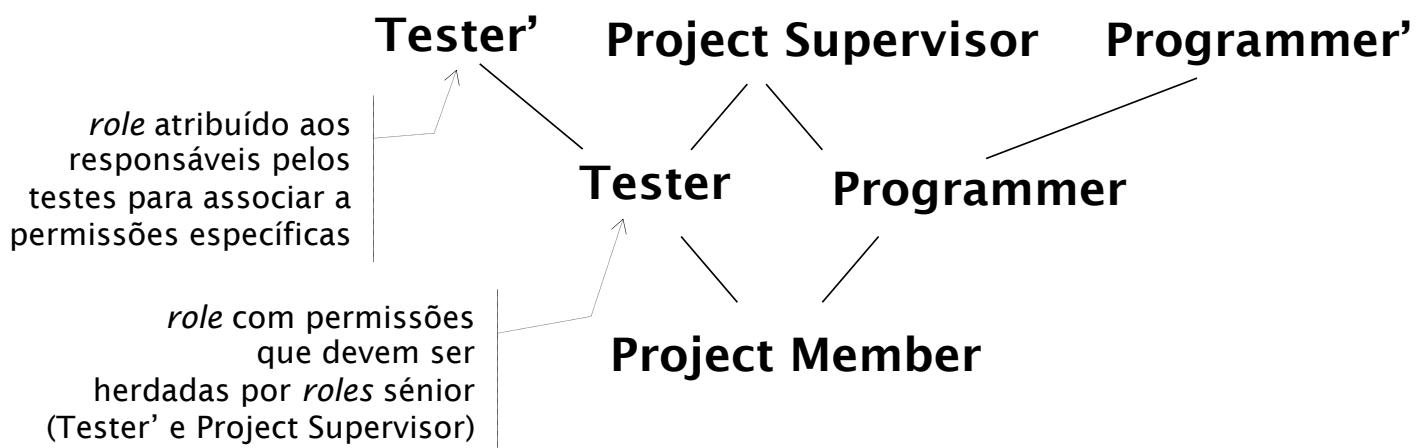 Tester’ Project Supervisor Programmer’
role atribuído aos
responsáveis pelos
testes para associar a
permissões específicas
Tester Programmer
role com permissões
que devem ser
herdadas por roles sénior
(Tester’ e Project Supervisor)
Project Member